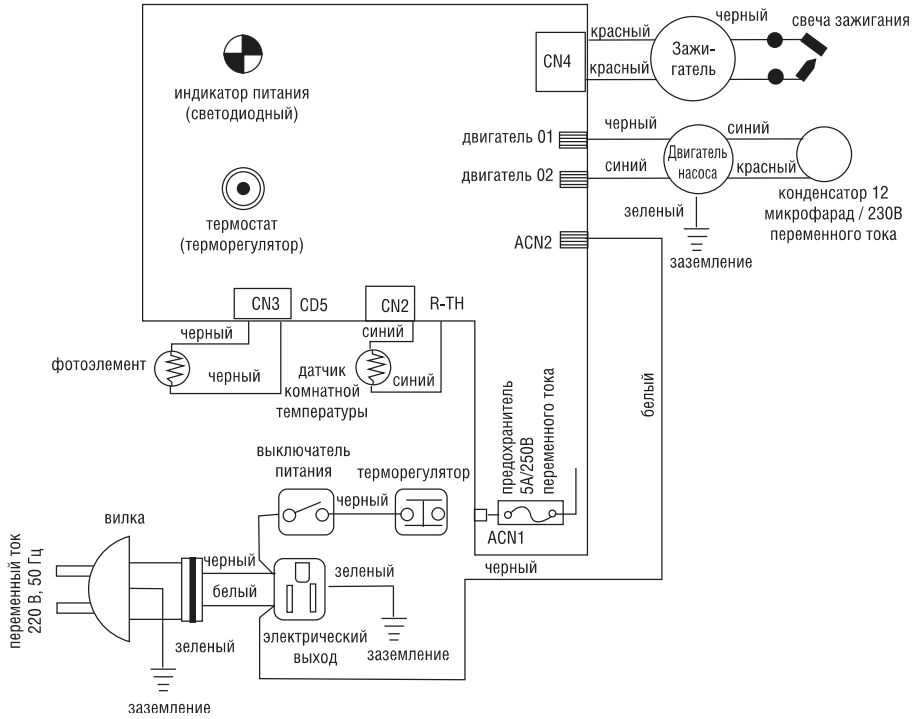 индикатор питания
(светодиодный)
термостат
(терморегулятор)
CN4
красный
красный
Зажи-
гатель
черный
свеча зажигания
двигатель 01
двигатель 02
черный
синий
Двигатель
насоса
синий
красный
конденсатор 12
микрофарад / 230В
переменного тока
зеленый
заземление
ACN2
CN3
CD5
CN2
R-TH
черный
черный
фотоэлемент
синий
синий
датчик
комнатной
температуры
белый
предохранитель
5А/250В
переменного тока
ACN1
выключатель
питания
черный
терморегулятор
черный
переменный ток
220 В, 50 Гц
вилка
черный
белый
зеленый
заземление
электрический
выход
зеленый
заземление